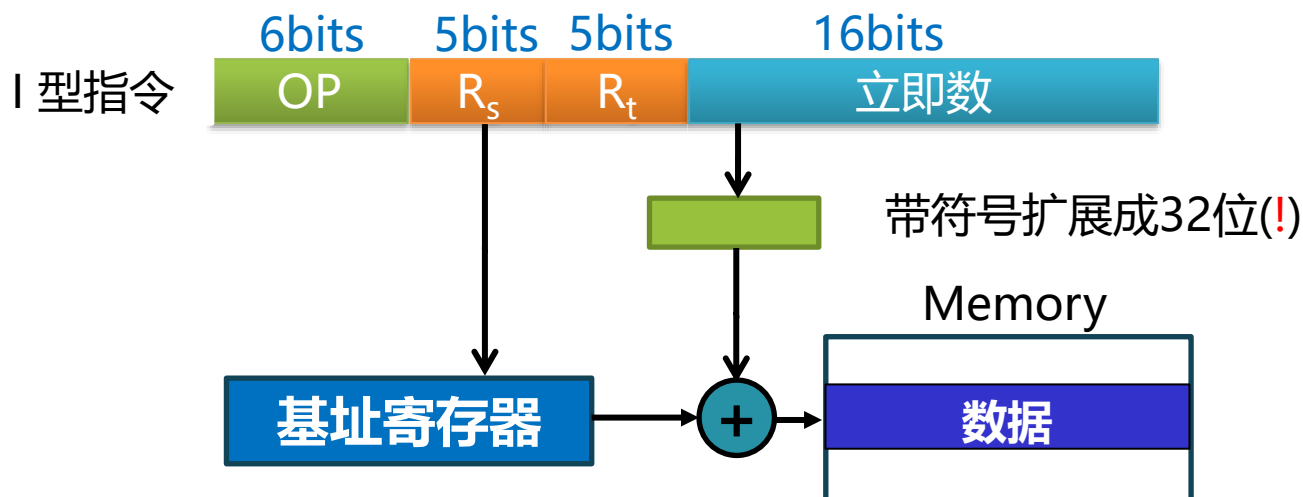 6bits 5bits 5bits 16bits
I 型指令 OP Rs Rt 立即数
带符号扩展成32位(!)
Memory
基址寄存器 + 数据